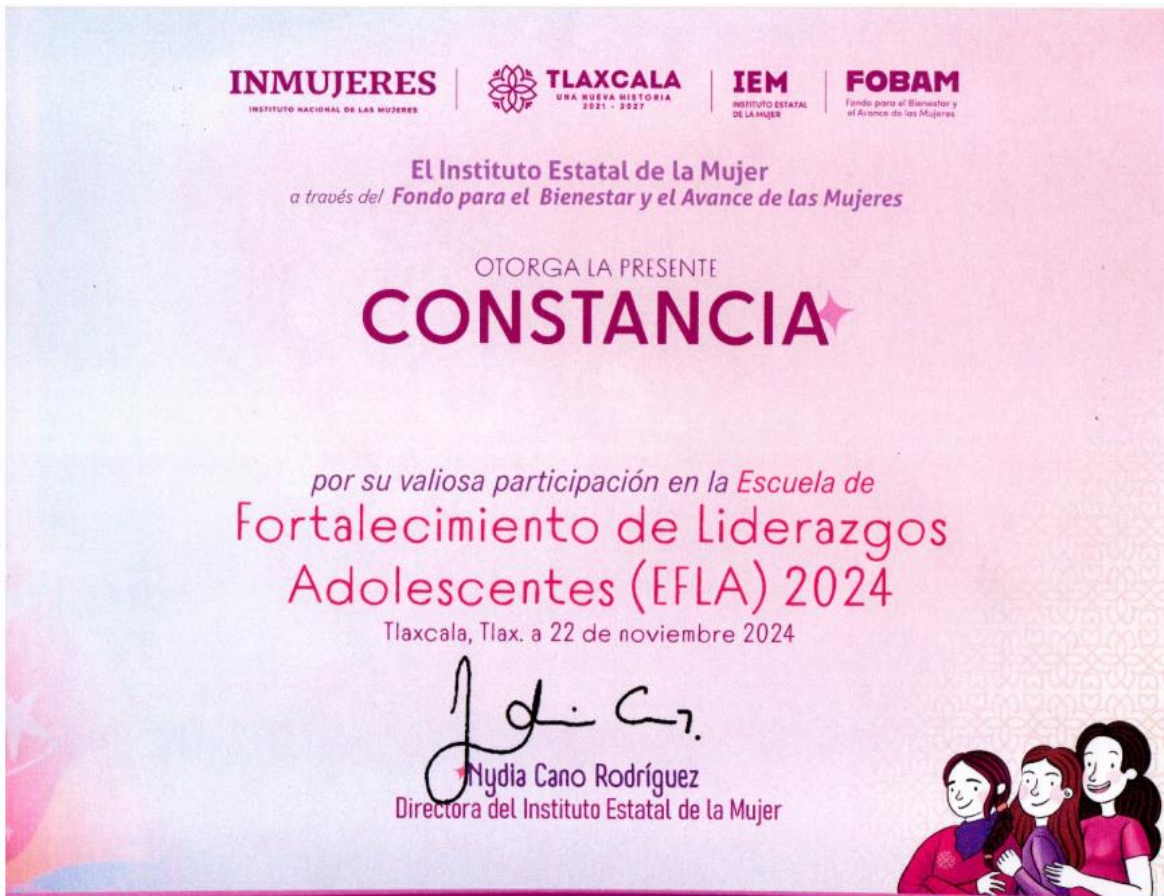 INMUJERES
INSTITUTO NACIONAL DE LAS MUJERES
TLAXCALA
UNA NUEVA HISTORIA
2021 - 2027
IEM
INSTITUTO ESTATAL
DE LA MUJER
FOBAM
Fondo para el Bienestar y
el Avance de las Mujeres
El Instituto Estatal de la Mujer
a través del Fondo para el Bienestar y el Avance de las Mujeres
OTORGA LA PRESENTE
CONSTANCIA
por su valiosa participación en la Escuela de
Fortalecimiento de Liderazgos
Adolescentes (EFLA) 2024
Tlaxcala, Tlax. a 22 de noviembre 2024
Nydia Cano Rodríguez
Directora del Instituto Estatal de la Mujer